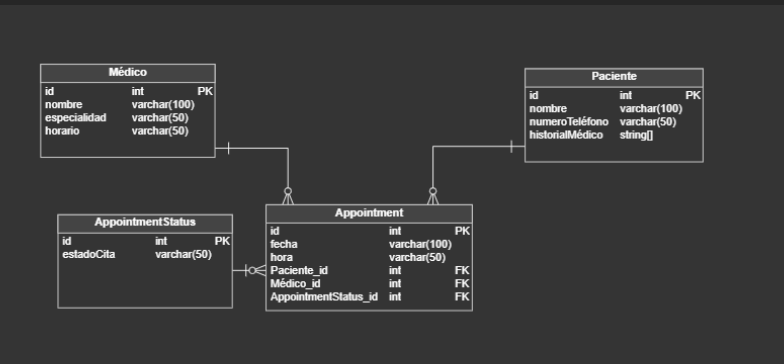 Médico
id int PK
nombre varchar(100)
especialidad varchar(50)
horario varchar(50)
Paciente
id int PK
nombre varchar(100)
numeroTeléfono varchar(50)
historialMédico string[]
AppointmentStatus
id int PK
estadoCita varchar(50)
Appointment
id int PK
fecha varchar(100)
hora varchar(50)
Paciente_id int FK
Médico_id int FK
AppointmentStatus_id int FK